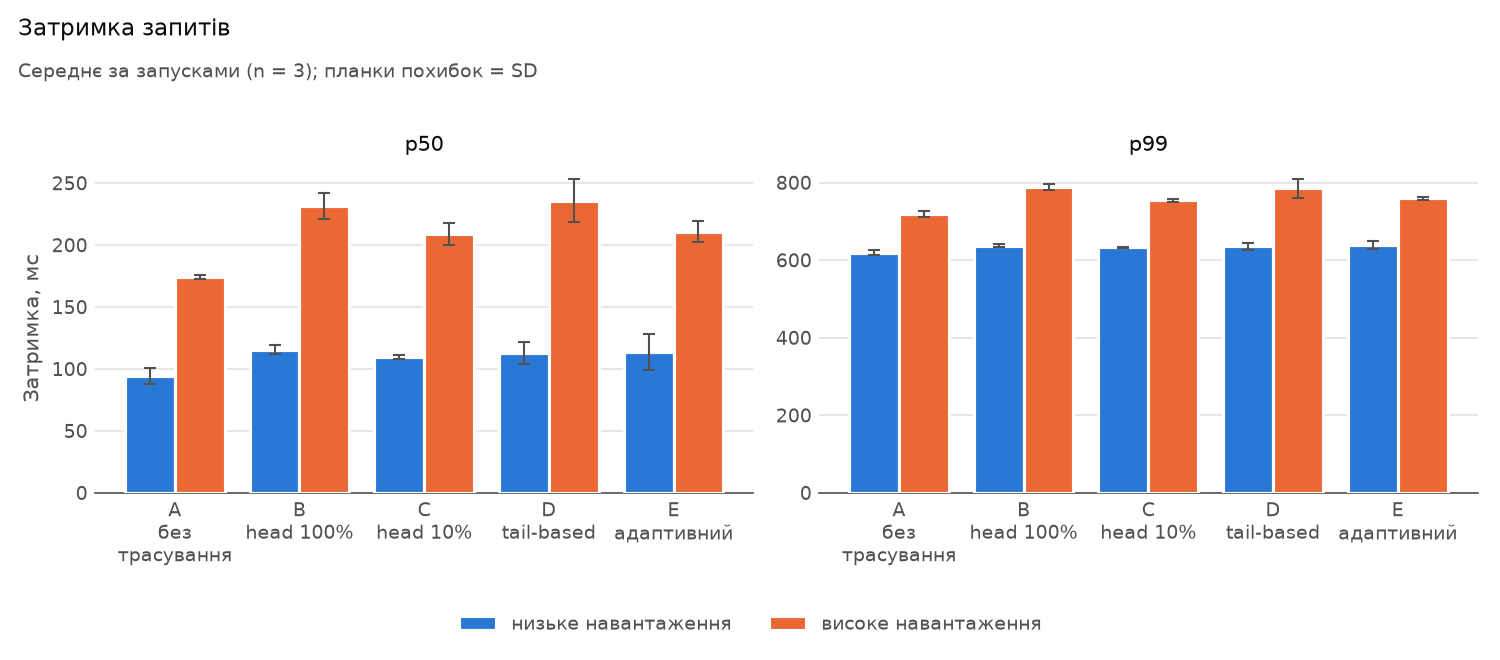 Затримка запитів
Середнє за запусками (n = 3); планки похибок = SD
p50
Затримка, мс
250
200
150
100
50
0
A
без
трасування
B
head 100%
C
head 10%
D
tail-based
E
адаптивний
p99
800
600
400
200
0
A
без
трасування
B
head 100%
C
head 10%
D
tail-based
E
адаптивний
низьке навантаження
високе навантаження